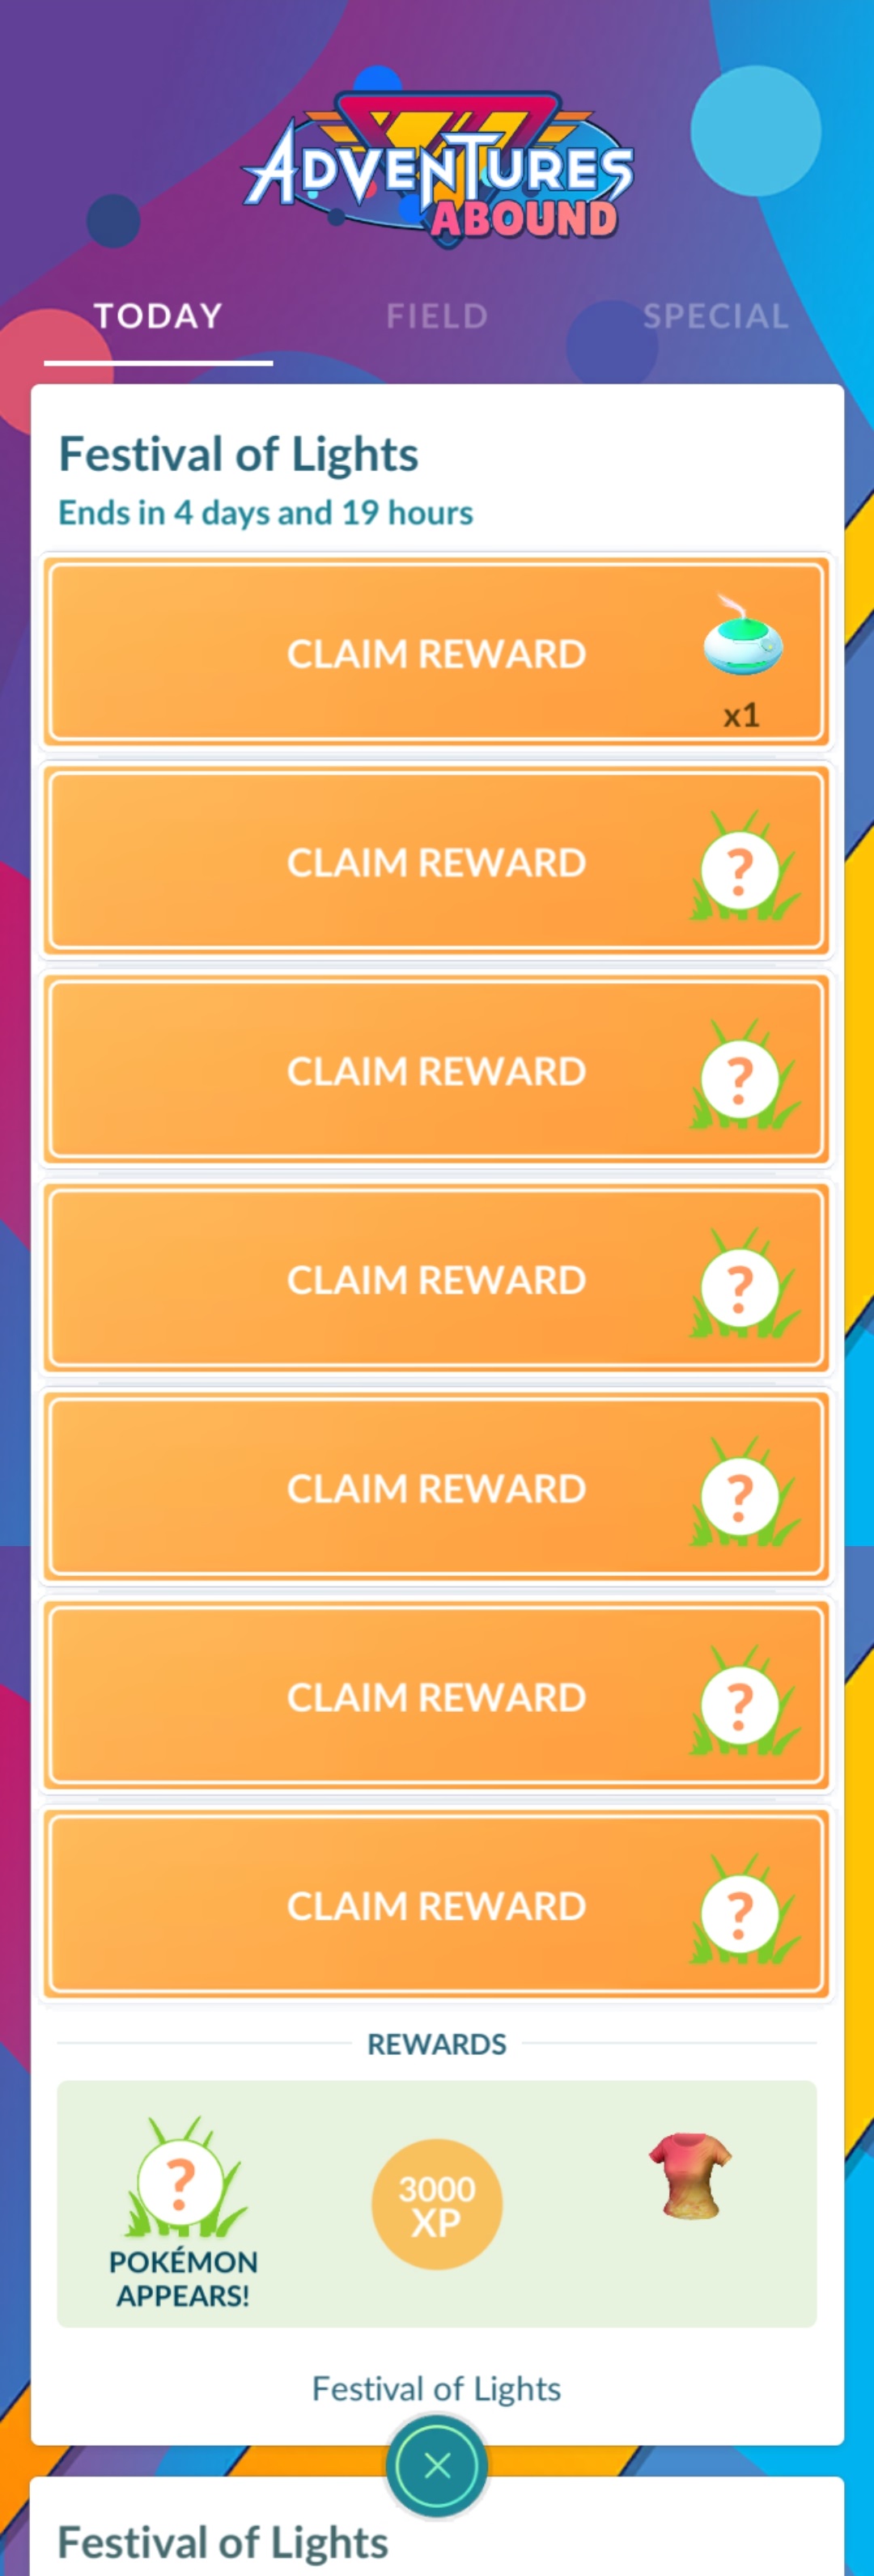 ADVENTURES
ABOUND
TODAY FIELD SPECIAL
Festival of Lights
Ends in 4 days and 19 hours
CLAIM REWARD
x1
CLAIM REWARD
?
CLAIM REWARD
?
CLAIM REWARD
?
CLAIM REWARD
?
CLAIM REWARD
?
CLAIM REWARD
?
REWARDS
?
POKÉMON
APPEARS!
3000
XP
Festival of Lights
Festival of Lights